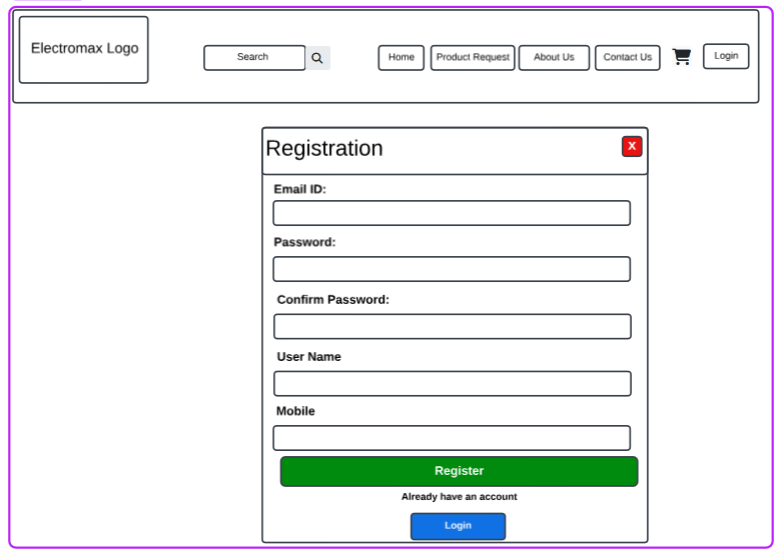 Electromax Logo
Search
Home
Product Request
About Us
Contact Us
Login
Registration
X
Email ID:
Password:
Confirm Password:
User Name
Mobile
Register
Already have an account
Login